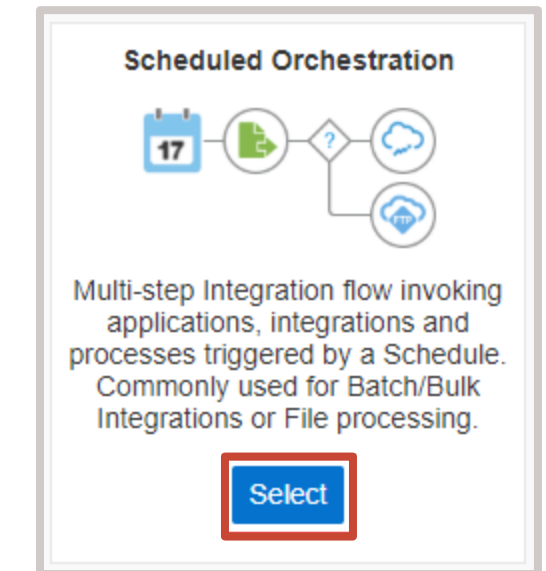 Scheduled Orchestration
17
?
FTP
Multi-step Integration flow invoking
applications, integrations and
processes triggered by a Schedule.
Commonly used for Batch/Bulk
Integrations or File processing.
Select